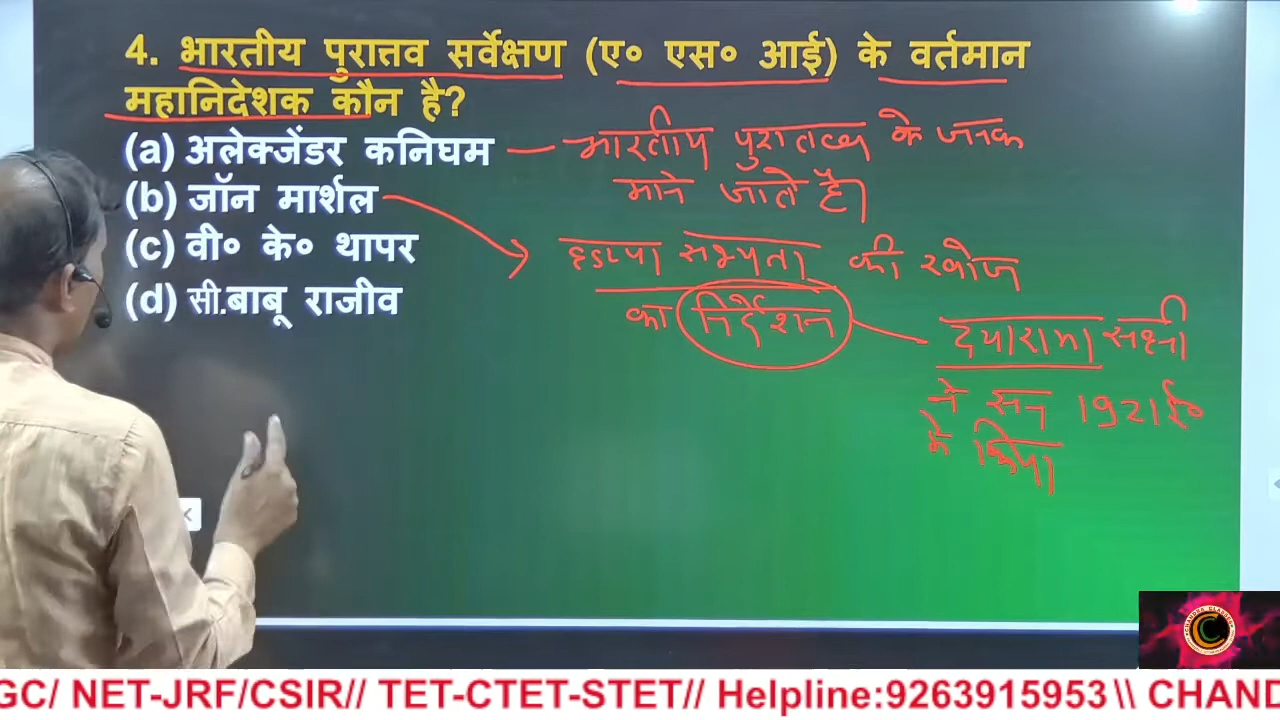 4. भारतीय पुरात्तव सर्वेक्षण (ए० एस० आई) के वर्तमान
महानिदेशक कौन है?
(a) अलेक्जेंडर कनिघम — भारतीय पुरातत्व के जनक
माने जाते है।
(b) जॉन मार्शल
हडप्पा सभ्यता की खोज
(c) वी० के० थापर
(d) सी.बाबू राजीव
का निर्देशन
दयाराम सहनी
ने सन 1921ई०
मे किया
GC/ NET-JRF/CSIR// TET-CTET-STET// Helpline:9263915953 \\ CHAND